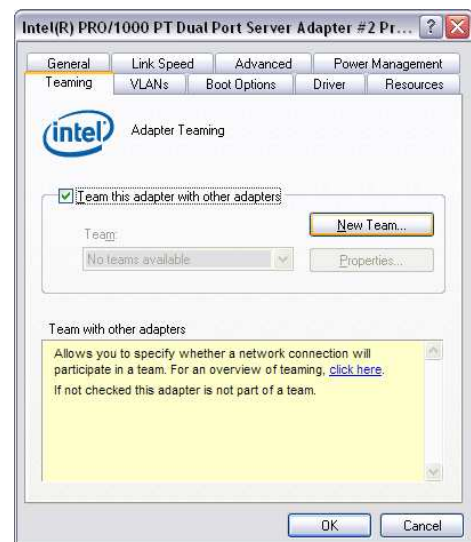 Intel(R) PRO/1000 PT Dual Port Server Adapter #2 Pr...
General Link Speed Advanced Power Management
Teaming VLANs Boot Options Driver Resources
intel Adapter Teaming
Team this adapter with other adapters
New Team...
Team:
No teams available
Properties...
Team with other adapters
Allows you to specify whether a network connection will
participate in a team. For an overview of teaming, click here.
If not checked this adapter is not part of a team.
OK Cancel